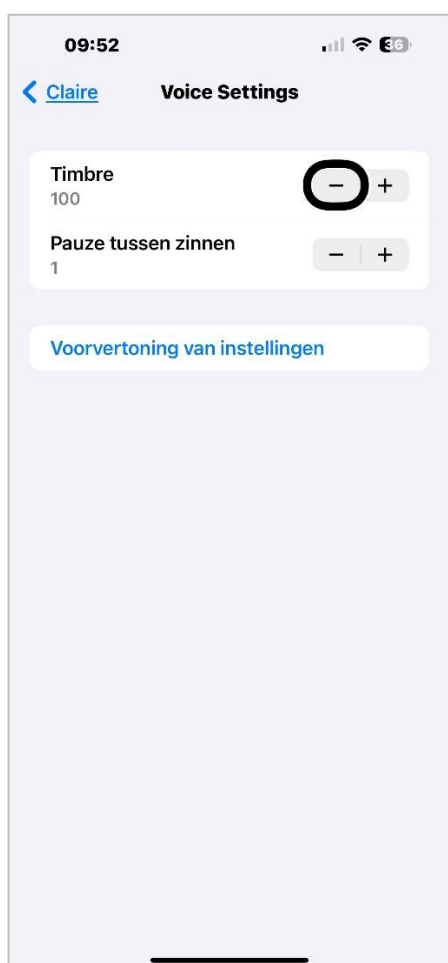 09:52
36
Claire
Voice Settings
Timbre
100
− +
Pauze tussen zinnen
1
− +
Voorvertoning van instellingen